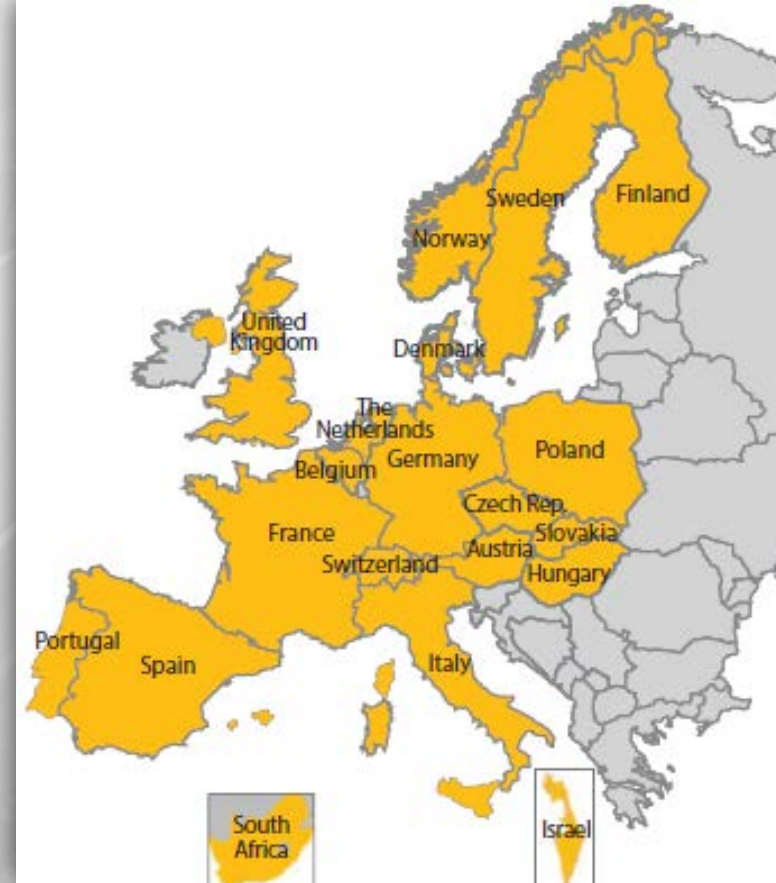 Sweden
Finland
Norway
United
Kingdom
Denmark
The
Netherlands
Belgium
Germany
Poland
Czech Rep.
France
Slovakia
Austria
Switzerland
Hungary
Portugal
Spain
Italy
South
Africa
Israel